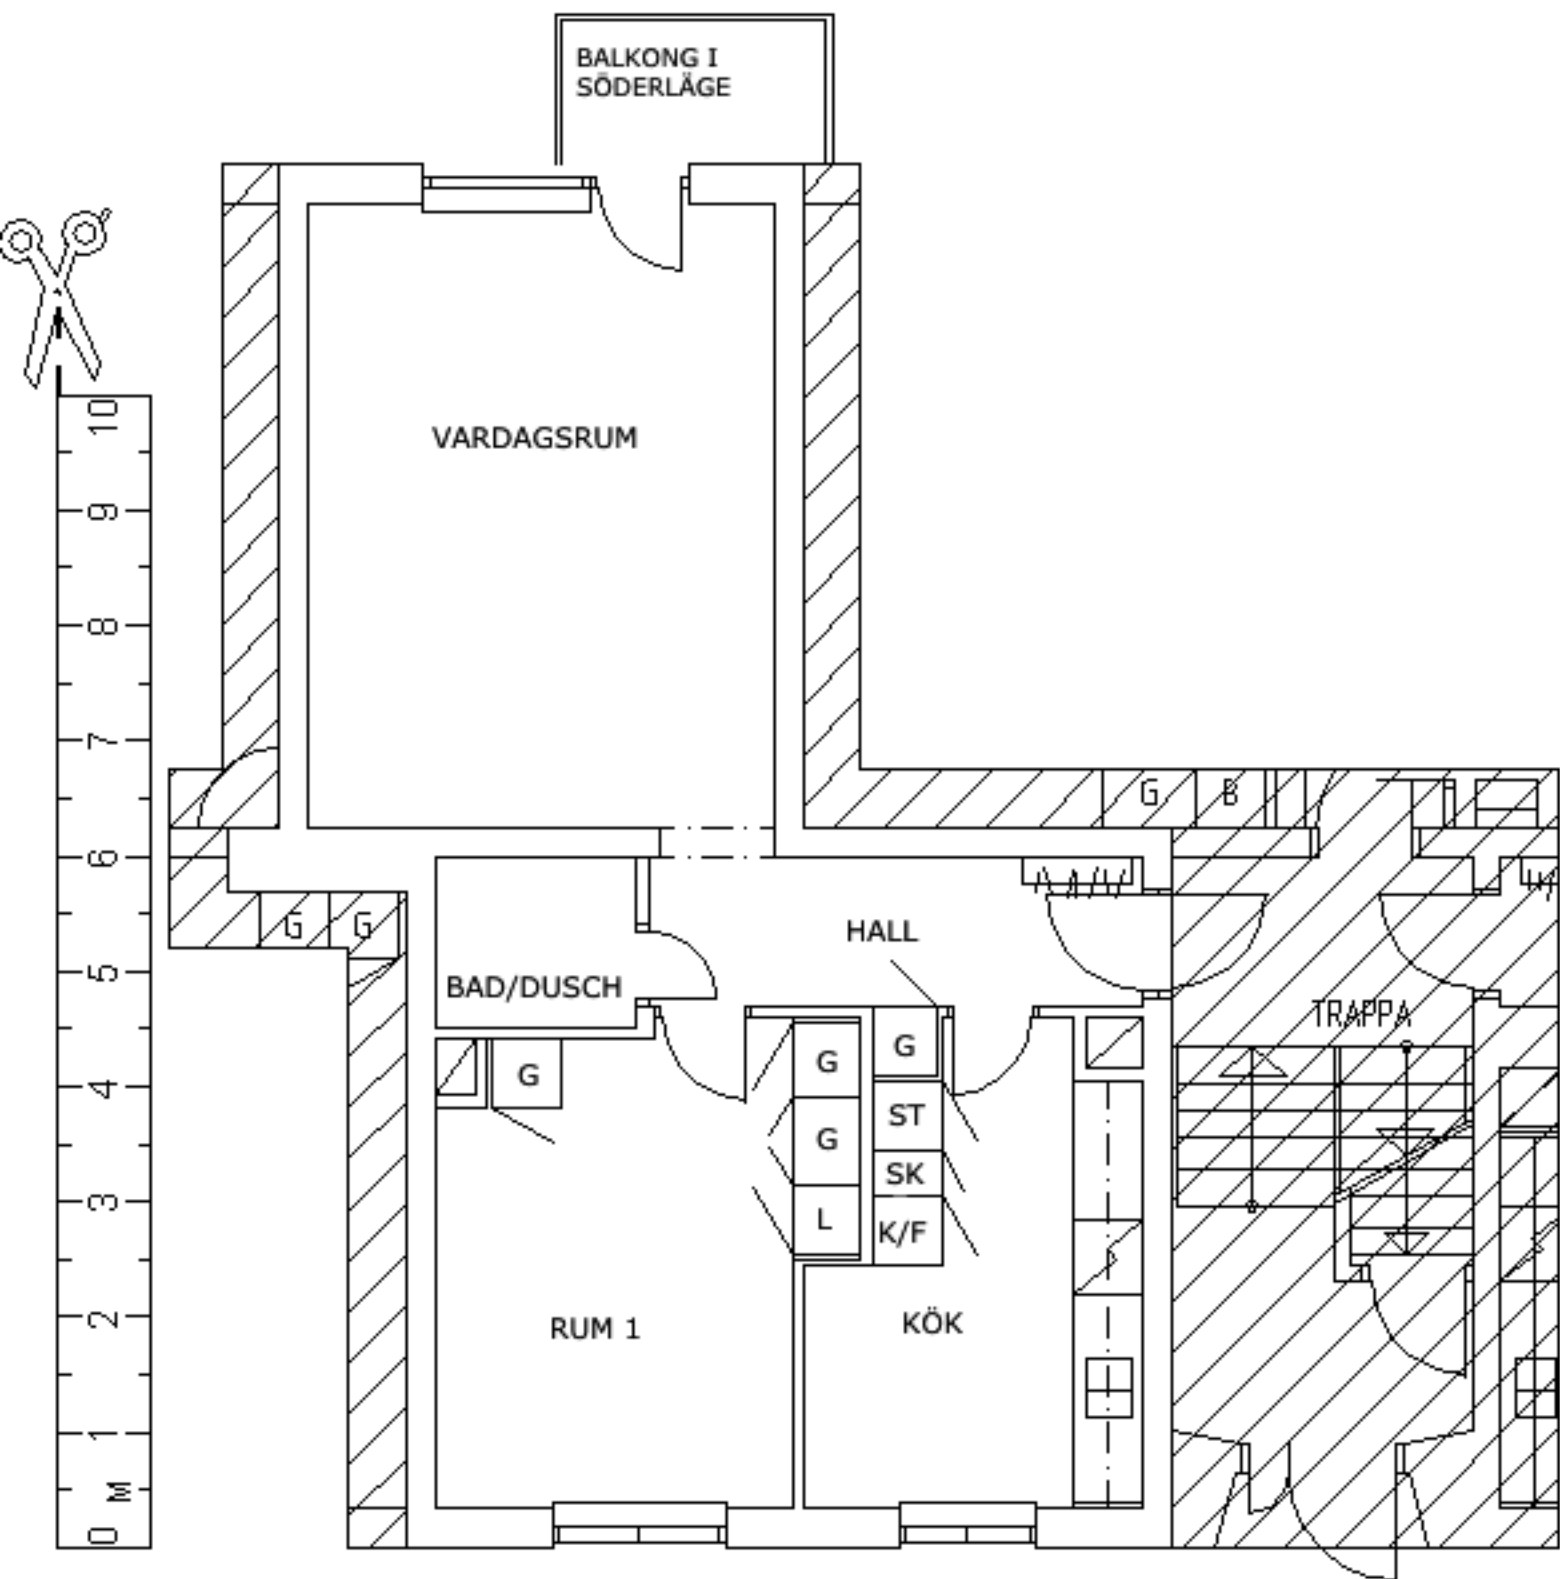 BALKONG I
SÖDERLÄGE
VARDAGSRUM
10
9
8
7
6
5
4
3
2
1
M
0
G B
G G
HALL
BAD/DUSCH
TRAPPA
G
G
G
G
ST
SK
L
K/F
RUM 1
KÖK